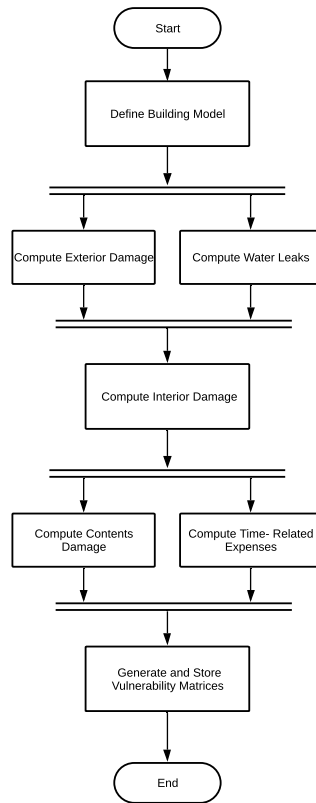 Start
Define Building Model
Compute Exterior Damage
Compute Water Leaks
Compute Interior Damage
Compute Contents
Damage
Compute Time- Related
Expenses
Generate and Store
Vulnerability Matrices
End